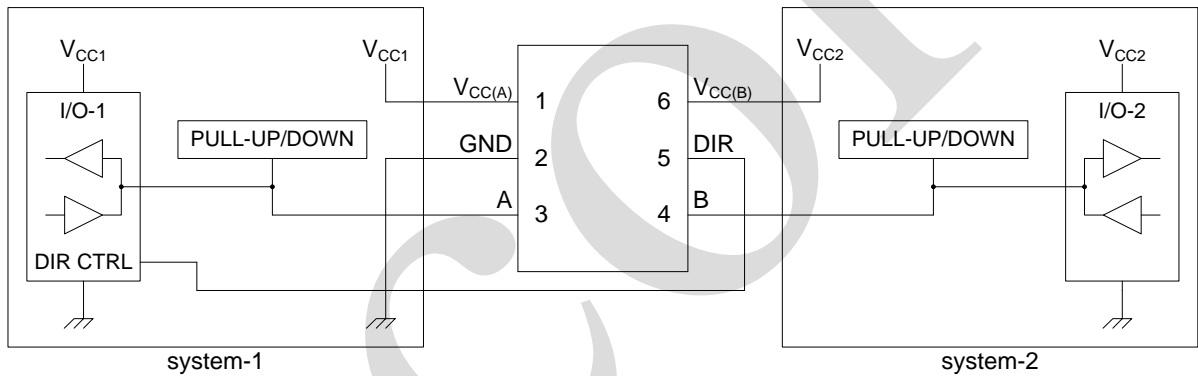 VCC1
VCC1
VCC2
VCC2
I/O-1
VCC(A)
1
6
VCC(B)
I/O-2
PULL-UP/DOWN
GND
2
5
DIR
PULL-UP/DOWN
A
3
4
B
DIR CTRL
system-1
system-2